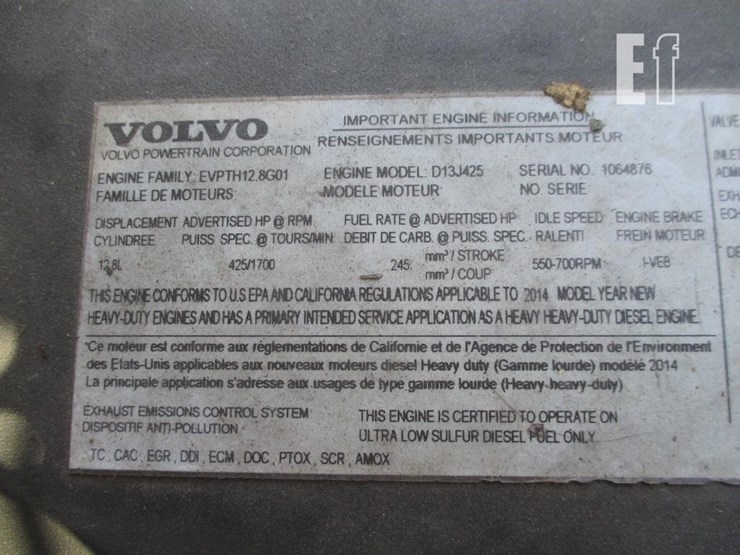 Ef
VOLVO
VOLVO POWERTRAIN CORPORATION
IMPORTANT ENGINE INFORMATION
RENSEIGNEMENTS IMPORTANTS MOTEUR
ENGINE FAMILY: EVPTH12.8G01 ENGINE MODEL: D13J425 SERIAL NO. 1064876
FAMILLE DE MOTEURS MODELE MOTEUR NO. SERIE
DISPLACEMENT ADVERTISED HP @ RPM FUEL RATE @ ADVERTISED HP IDLE SPEED ENGINE BRAKE
CYLINDREE PUISS SPEC. @ TOURS/MIN DEBIT DE CARB. @ PUISS. SPEC. RALENTI FREIN MOTEUR
12.8L 425/1700 245 mm³ / STROKE 550-700RPM I-VEB
mm³ / COUP
THIS ENGINE CONFORMS TO U.S EPA AND CALIFORNIA REGULATIONS APPLICABLE TO 2014 MODEL YEAR NEW
HEAVY-DUTY ENGINES AND HAS A PRIMARY INTENDED SERVICE APPLICATION AS A HEAVY HEAVY-DUTY DIESEL ENGINE
"Ce moteur est conforme aux réglementations de Californie et de l'Agence de Protection de l'Environment
des Etats-Unis applicables aux nouveaux moteurs diesel Heavy duty (Gamme lourde) modèlé 2014
La principale application s'adresse aux usages de type gamme lourde (Heavy-heavy-duty)
EXHAUST EMISSIONS CONTROL SYSTEM
DISPOSITIF ANTI-POLLUTION
THIS ENGINE IS CERTIFIED TO OPERATE ON
ULTRA LOW SULFUR DIESEL FUEL ONLY
TC , CAC , EGR , DDI , ECM , DOC , PTOX , SCR , AMOX
VALVE
INLET
ADMI
EXH
ECH
DE